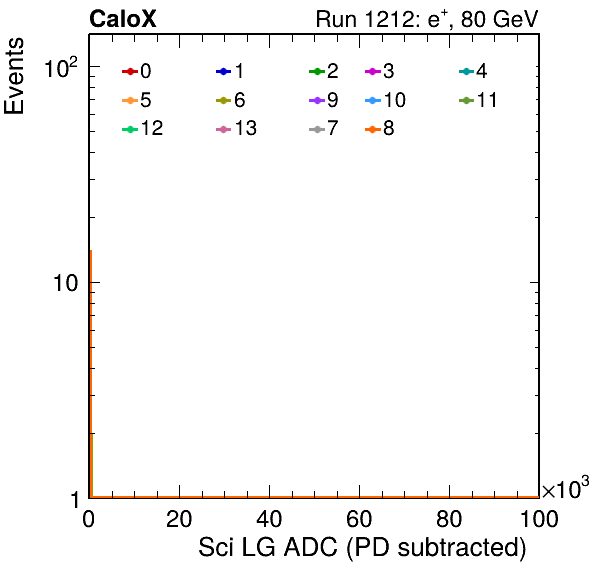 CaloX Run 1212: e⁺, 80 GeV
Events
10²
10
1
0 1 2 3 4
5 6 9 10 11
12 13 7 8
0 20 40 60 80 100
×10³
Sci LG ADC (PD subtracted)